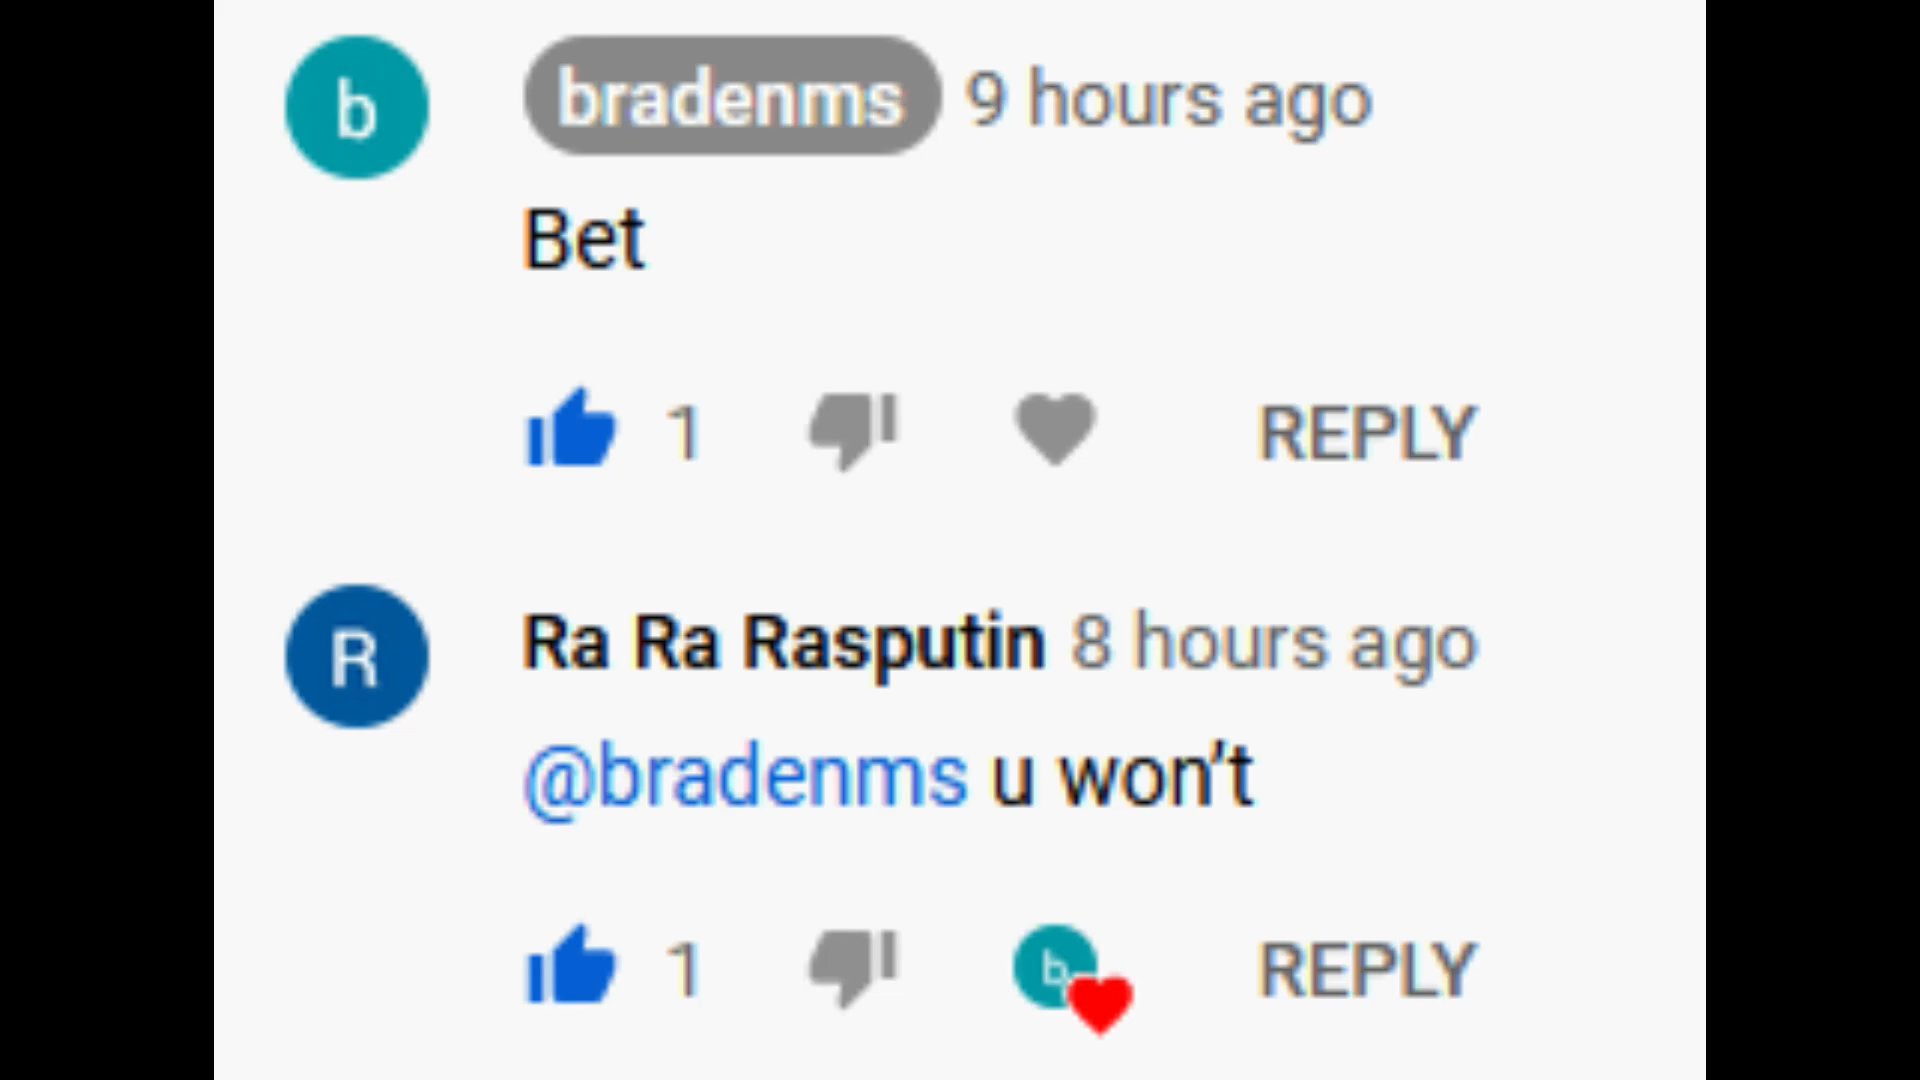 b bradenms 9 hours ago
Bet
1 REPLY
R Ra Ra Rasputin 8 hours ago
@bradenms u won’t
1 b REPLY